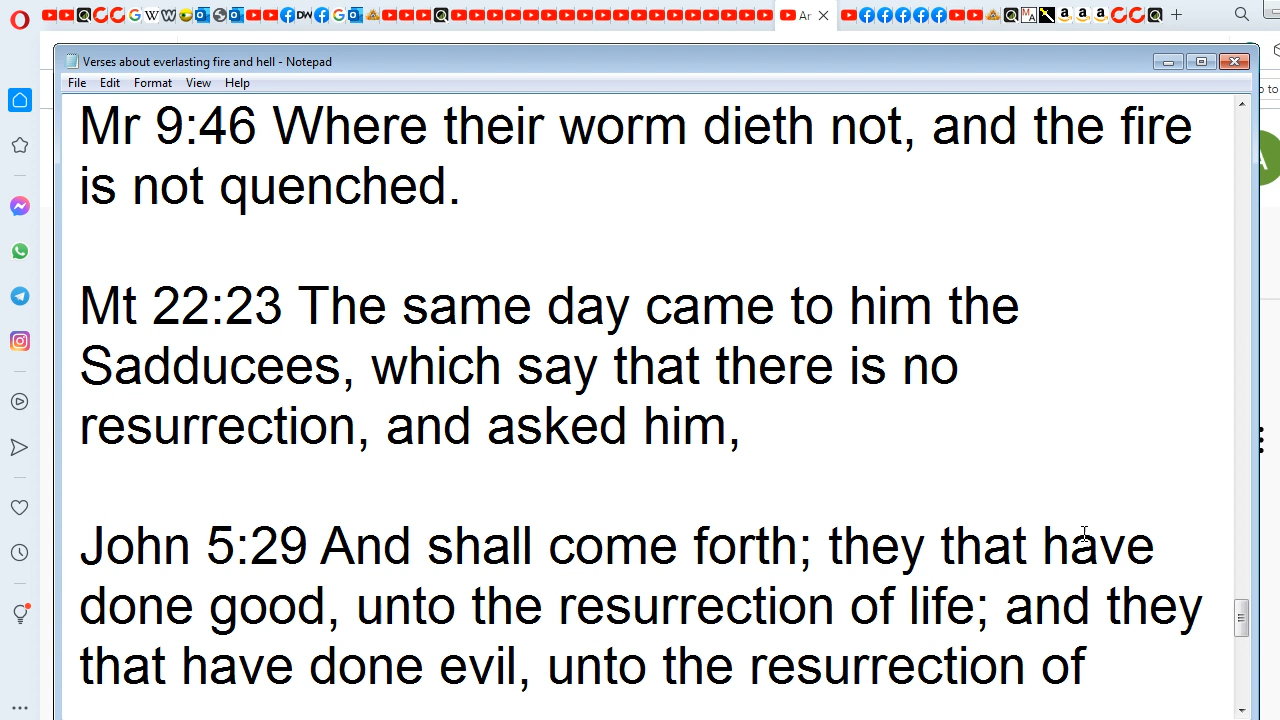 Ar
Verses about everlasting fire and hell - Notepad
File Edit Format View Help
p to
A
Mr 9:46 Where their worm dieth not, and the fire
is not quenched.
Mt 22:23 The same day came to him the
Sadducees, which say that there is no
resurrection, and asked him,
John 5:29 And shall come forth; they that have
done good, unto the resurrection of life; and they
that have done evil, unto the resurrection of